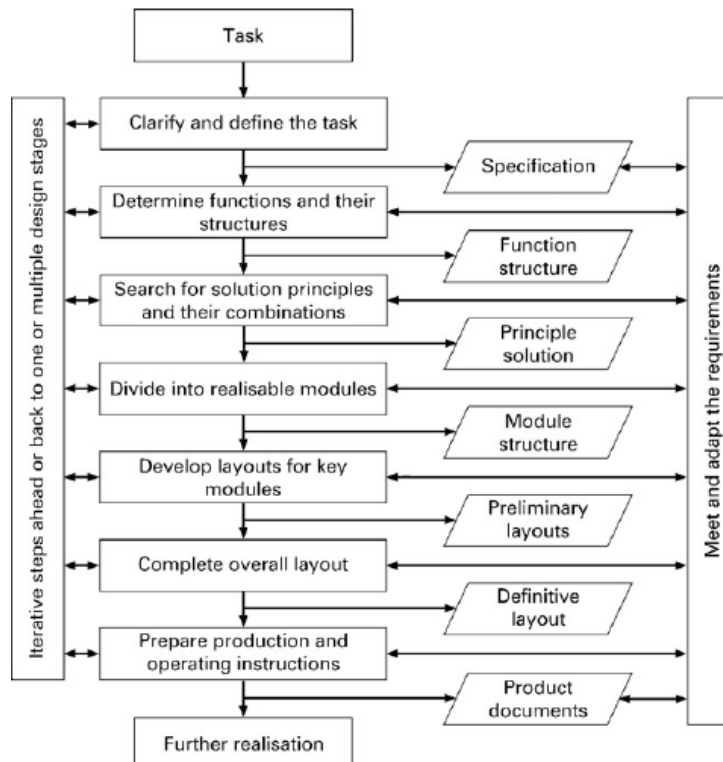 Task
Iterative steps ahead or back to one or multiple design stages
Clarify and define the task
Specification
Determine functions and their
structures
Function
structure
Search for solution principles
and their combinations
Principle
solution
Divide into realisable modules
Module
structure
Develop layouts for key
modules
Preliminary
layouts
Complete overall layout
Definitive
layout
Prepare production and
operating instructions
Product
documents
Further realisation
Meet and adapt the requirements